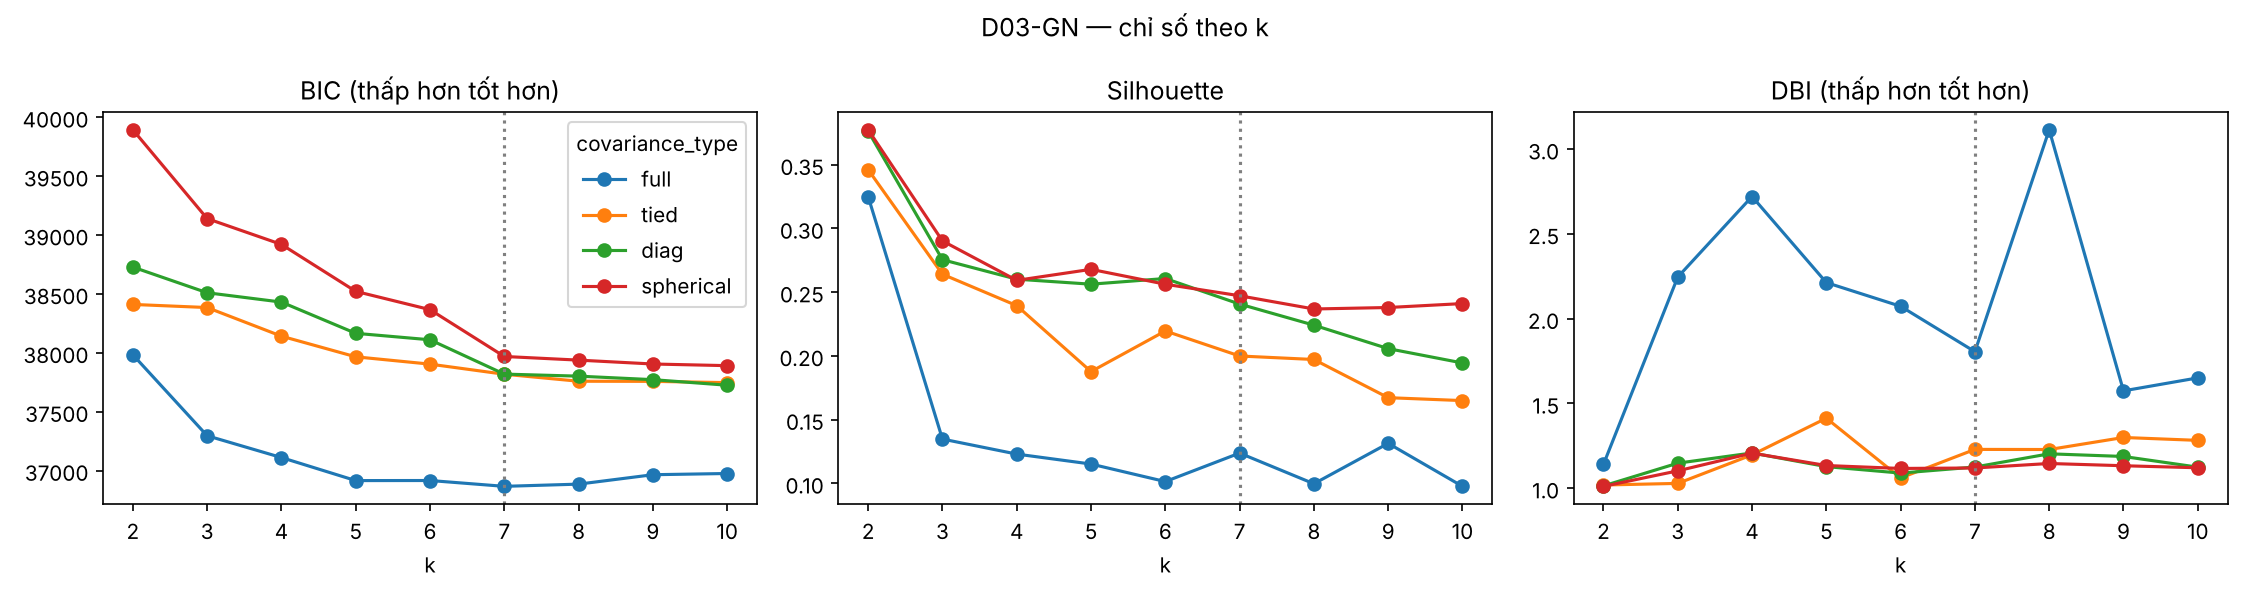 D03-GN — chỉ số theo k
BIC (thấp hơn tốt hơn)
40000
39500
39000
38500
38000
37500
37000
covariance_type
full
tied
diag
spherical
2 3 4 5 6 7 8 9 10
k
Silhouette
0.35
0.30
0.25
0.20
0.15
0.10
2 3 4 5 6 7 8 9 10
k
DBI (thấp hơn tốt hơn)
3.0
2.5
2.0
1.5
1.0
2 3 4 5 6 7 8 9 10
k